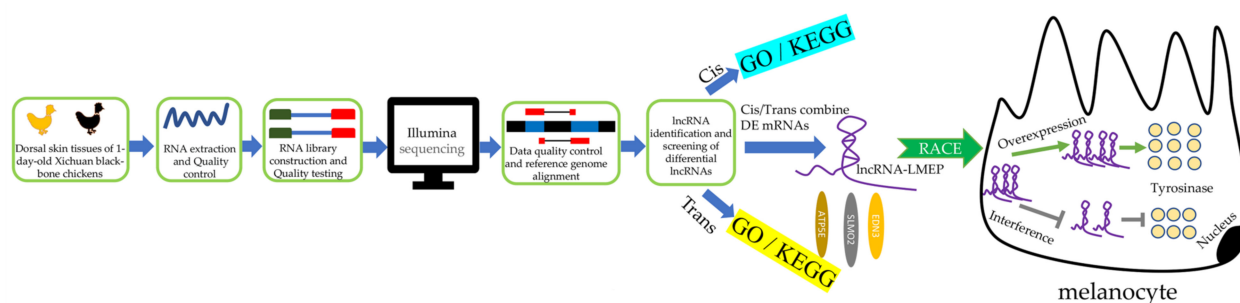 Dorsal skin tissues of 1-
day-old Xichuan black-
bone chickens
RNA extraction
and Quality
control
RNA library
construction and
Quality testing
Illumina
sequencing
Data quality control
and reference genome
alignment
lncRNA
identification and
screening of
differential
lncRNAs
Cis
GO / KEGG
Trans
GO / KEGG
Cis/Trans combine
DE mRNAs
lncRNA-LMEP
ATP5E
SLMO2
EDN3
RACE
Overexpression
Interference
Tyrosinase
Nucleus
melanocyte